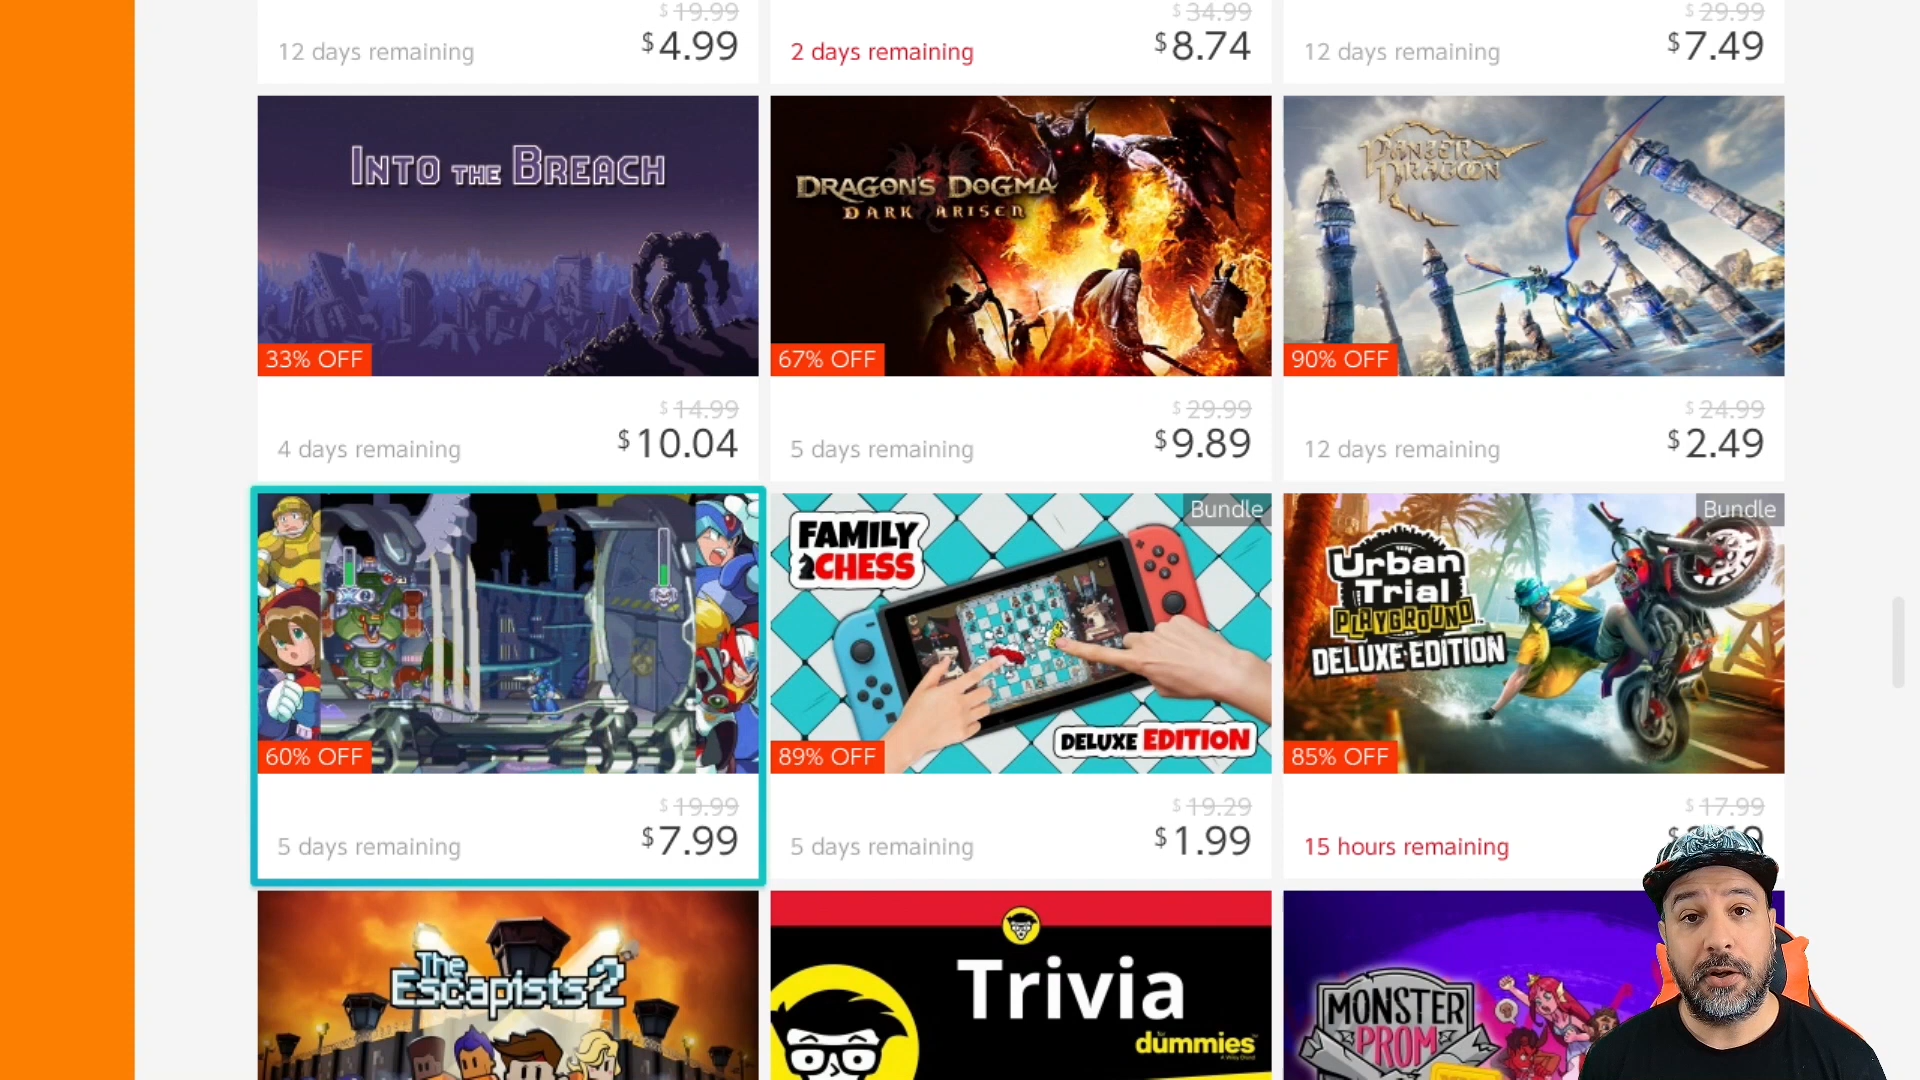 $19.99
12 days remaining $4.99
$34.99
2 days remaining $8.74
$29.99
12 days remaining $7.49
INTO THE BREACH
33% OFF
$14.99
4 days remaining $10.04
DRAGON'S DOGMA
DARK ARISEN
67% OFF
$29.99
5 days remaining $9.89
PANZER
DRAGOON
90% OFF
$24.99
12 days remaining $2.49
60% OFF
$19.99
5 days remaining $7.99
Bundle
FAMILY
CHESS
DELUXE EDITION
89% OFF
$19.29
5 days remaining $1.99
Bundle
Urban
Trial
PLAYGROUND
DELUXE EDITION
85% OFF
$17.99
15 hours remaining
The
Escapists 2
Trivia
for
dummies
A Wiley Brand
MONSTER
PROM